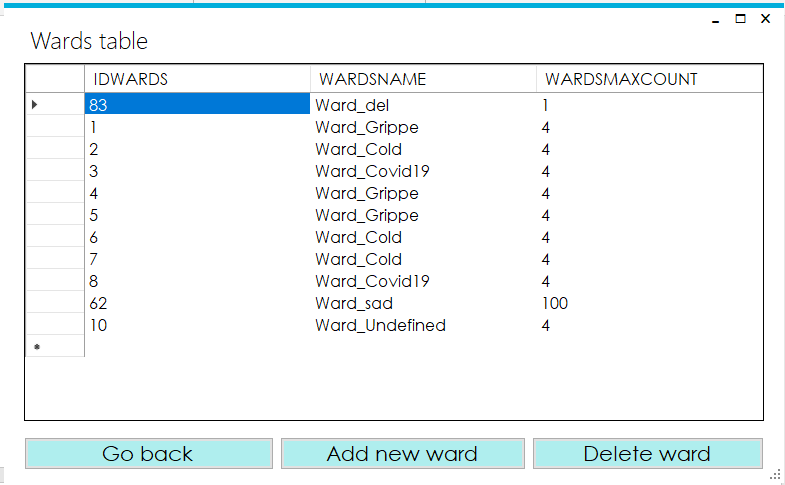 Wards table
IDWARDS WARDSNAME WARDSMAXCOUNT
83 Ward_del 1
1 Ward_Grippe 4
2 Ward_Cold 4
3 Ward_Covid19 4
4 Ward_Grippe 4
5 Ward_Grippe 4
6 Ward_Cold 4
7 Ward_Cold 4
8 Ward_Covid19 4
62 Ward_sad 100
10 Ward_Undefined 4
*
Go back Add new ward Delete ward